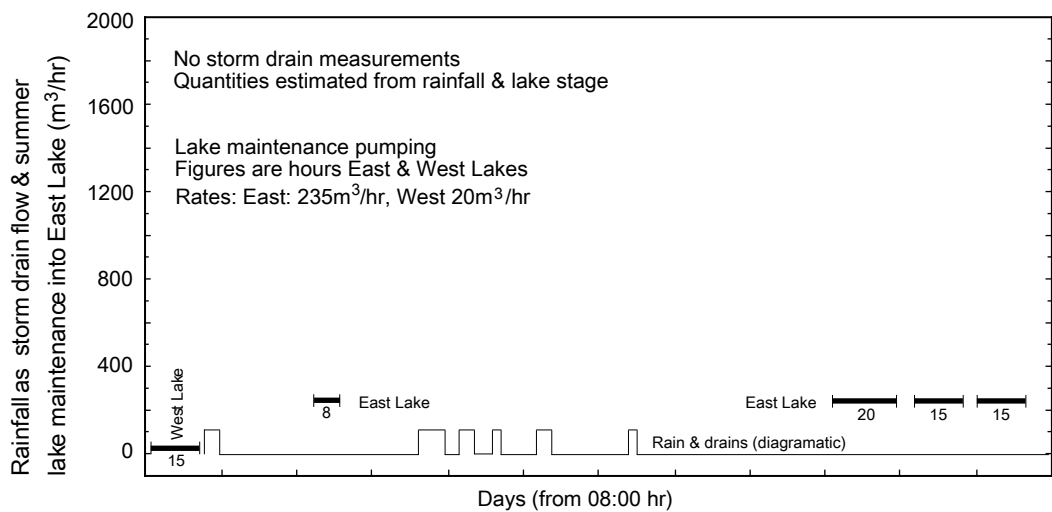 Rainfall as storm drain flow & summer
lake maintenance into East Lake (m³/hr)
2000
1600
1200
800
400
0
No storm drain measurements
Quantities estimated from rainfall & lake stage
Lake maintenance pumping
Figures are hours East & West Lakes
Rates: East: 235m³/hr, West 20m³/hr
West Lake
15
8
East Lake
East Lake
20
15
15
Rain & drains (diagramatic)
Days (from 08:00 hr)